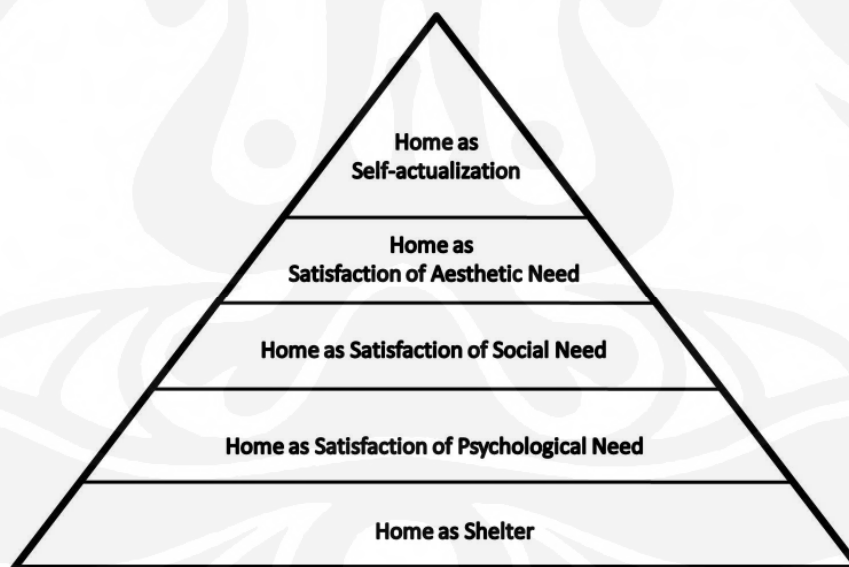 Home as
Self-actualization
Home as
Satisfaction of Aesthetic Need
Home as Satisfaction of Social Need
Home as Satisfaction of Psychological Need
Home as Shelter